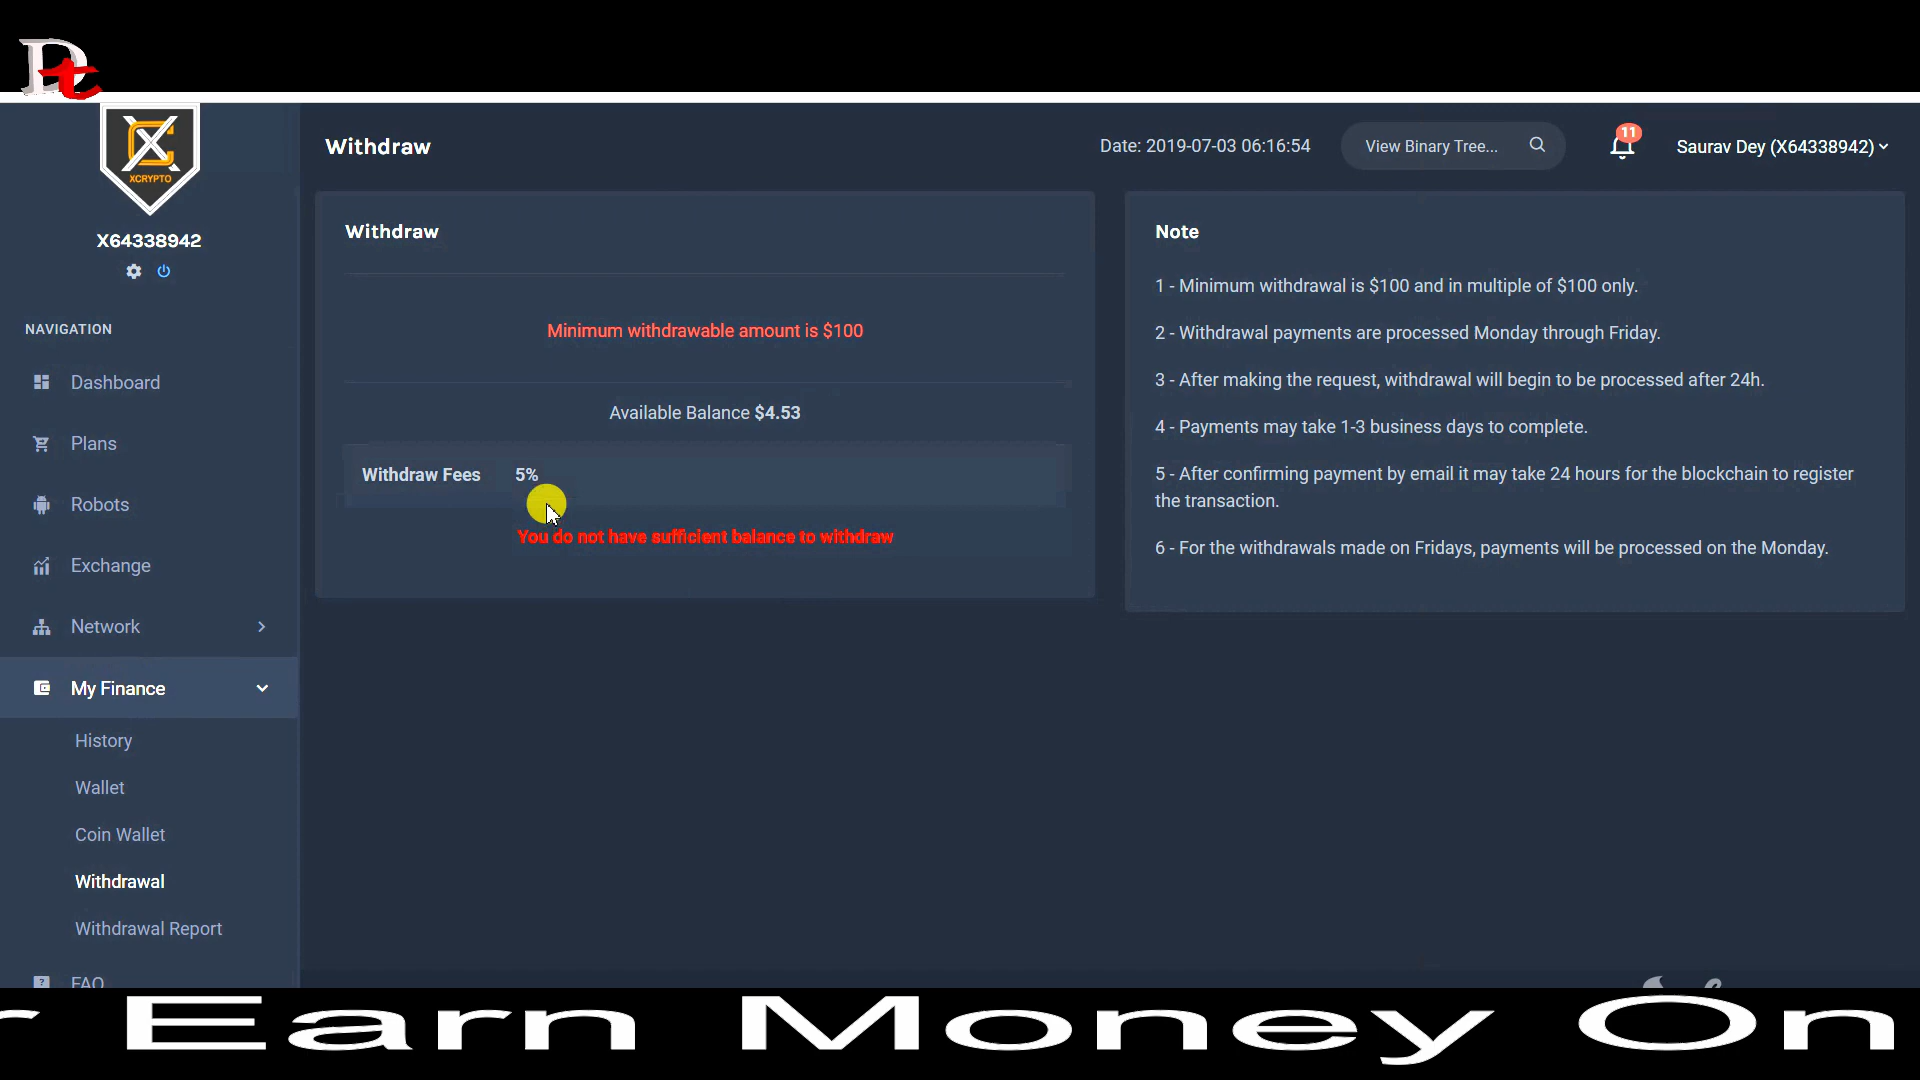 Dt
XCRYPTO
X64338942
NAVIGATION
Dashboard
Plans
Robots
Exchange
Network
My Finance
History
Wallet
Coin Wallet
Withdrawal
Withdrawal Report
FAQ
Withdraw
Date: 2019-07-03 06:16:54
View Binary Tree...
11
Saurav Dey (X64338942)
Withdraw
Minimum withdrawable amount is $100
Available Balance $4.53
Withdraw Fees 5%
You do not have sufficient balance to withdraw
Note
1 - Minimum withdrawal is $100 and in multiple of $100 only.
2 - Withdrawal payments are processed Monday through Friday.
3 - After making the request, withdrawal will begin to be processed after 24h.
4 - Payments may take 1-3 business days to complete.
5 - After confirming payment by email it may take 24 hours for the blockchain to register
the transaction.
6 - For the withdrawals made on Fridays, payments will be processed on the Monday.
r Earn Money On